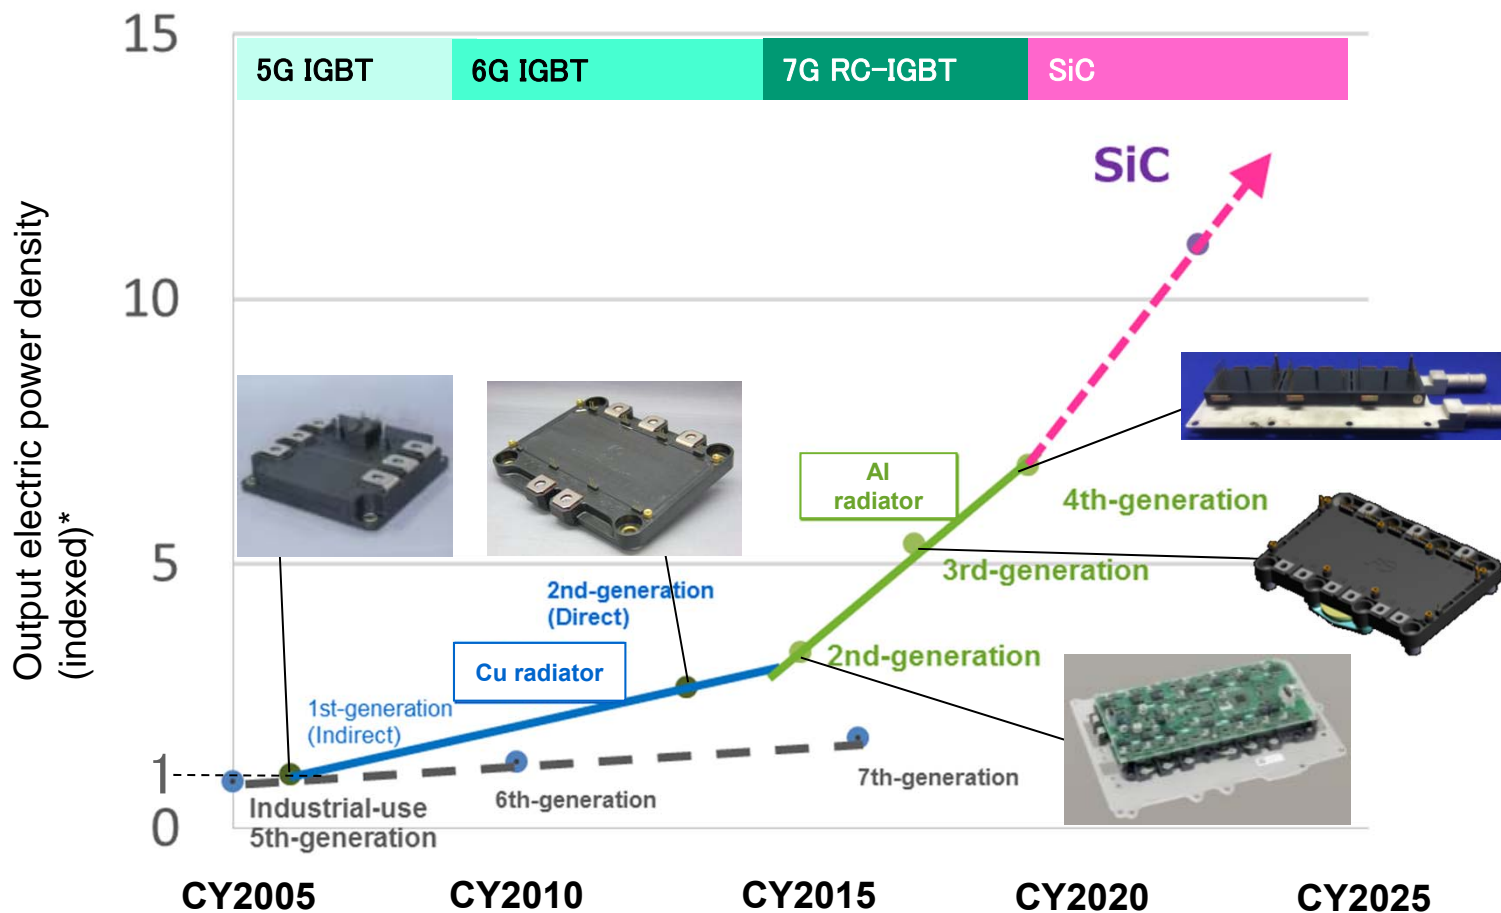 15
5G IGBT
6G IGBT
7G RC-IGBT
SiC
SiC
Output electric power density
(indexed)*
10
Al
radiator
4th-generation
5
3rd-generation
2nd-generation
(Direct)
2nd-generation
Cu radiator
1st-generation
(Indirect)
1
7th-generation
6th-generation
Industrial-use
5th-generation
0
CY2005
CY2010
CY2015
CY2020
CY2025